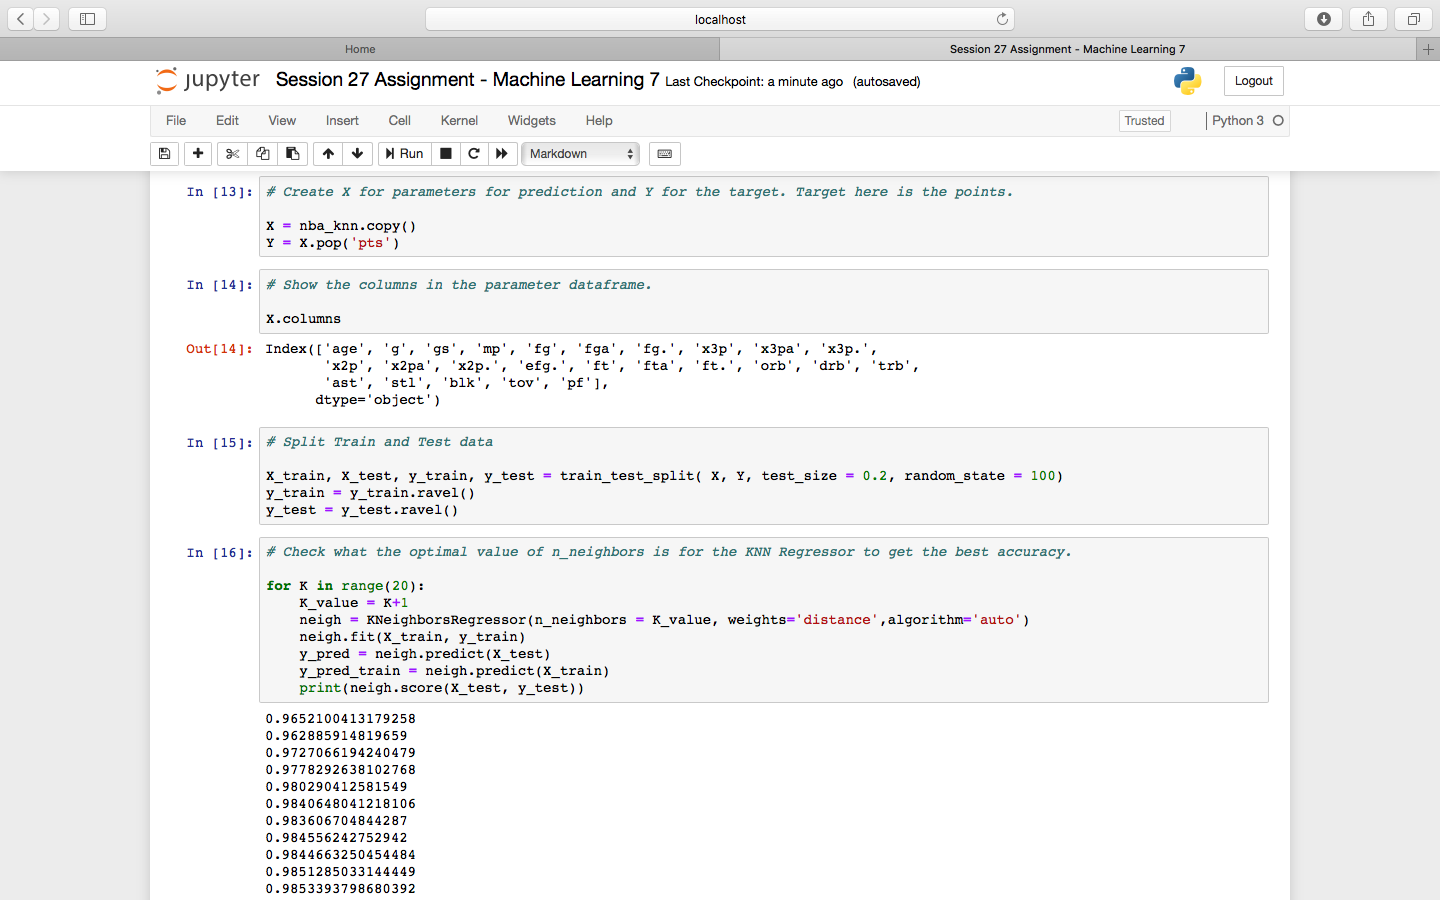 localhost
Home
Session 27 Assignment - Machine Learning 7
jupyter Session 27 Assignment - Machine Learning 7 Last Checkpoint: a minute ago (autosaved)
Logout
File Edit View Insert Cell Kernel Widgets Help
Trusted
Python 3
Run
Markdown
In [13]: # Create X for parameters for prediction and Y for the target. Target here is the points.
X = nba_knn.copy()
Y = X.pop('pts')
In [14]: # Show the columns in the parameter dataframe.
X.columns
Out[14]: Index(['age', 'g', 'gs', 'mp', 'fg', 'fga', 'fg.', 'x3p', 'x3pa', 'x3p.',
'x2p', 'x2pa', 'x2p.', 'efg.', 'ft', 'fta', 'ft.', 'orb', 'drb', 'trb',
'ast', 'stl', 'blk', 'tov', 'pf'],
dtype='object')
In [15]: # Split Train and Test data
X_train, X_test, y_train, y_test = train_test_split( X, Y, test_size = 0.2, random_state = 100)
y_train = y_train.ravel()
y_test = y_test.ravel()
In [16]: # Check what the optimal value of n_neighbors is for the KNN Regressor to get the best accuracy.
for K in range(20):
K_value = K+1
neigh = KNeighborsRegressor(n_neighbors = K_value, weights='distance',algorithm='auto')
neigh.fit(X_train, y_train)
y_pred = neigh.predict(X_test)
y_pred_train = neigh.predict(X_train)
print(neigh.score(X_test, y_test))
0.9652100413179258
0.962885914819659
0.9727066194240479
0.9778292638102768
0.980290412581549
0.9840648041218106
0.983606704844287
0.984556242752942
0.9844663250454484
0.9851285033144449
0.9853393798680392